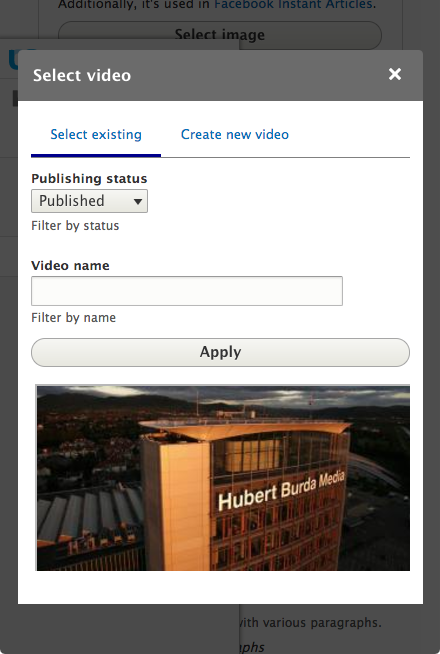 Additionally, it's used in Facebook Instant Articles.
Select image
Select video
Select existing
Create new video
Publishing status
Published
Filter by status
Video name
Filter by name
Apply
Hubert Burda Media
with various paragraphs.